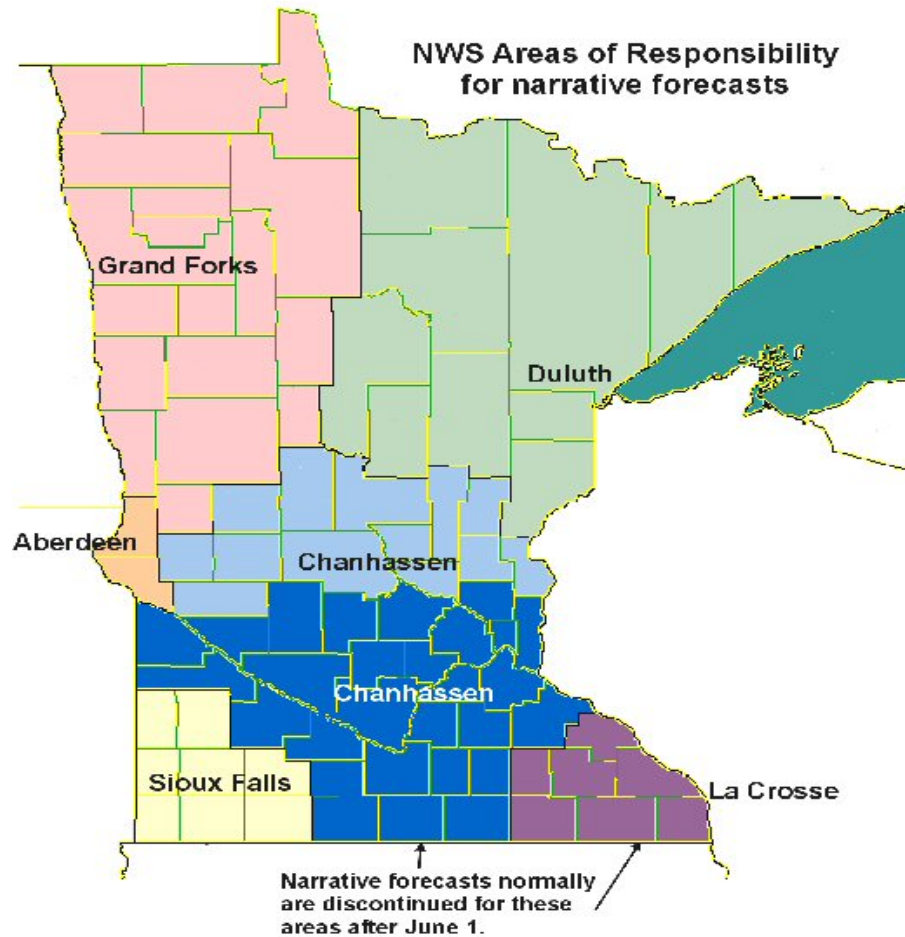 NWS Areas of Responsibility
for narrative forecasts
Grand Forks
Duluth
Aberdeen
Chanhassen
Chanhassen
Sioux Falls
La Crosse
Narrative forecasts normally
are discontinued for these
areas after June 1.